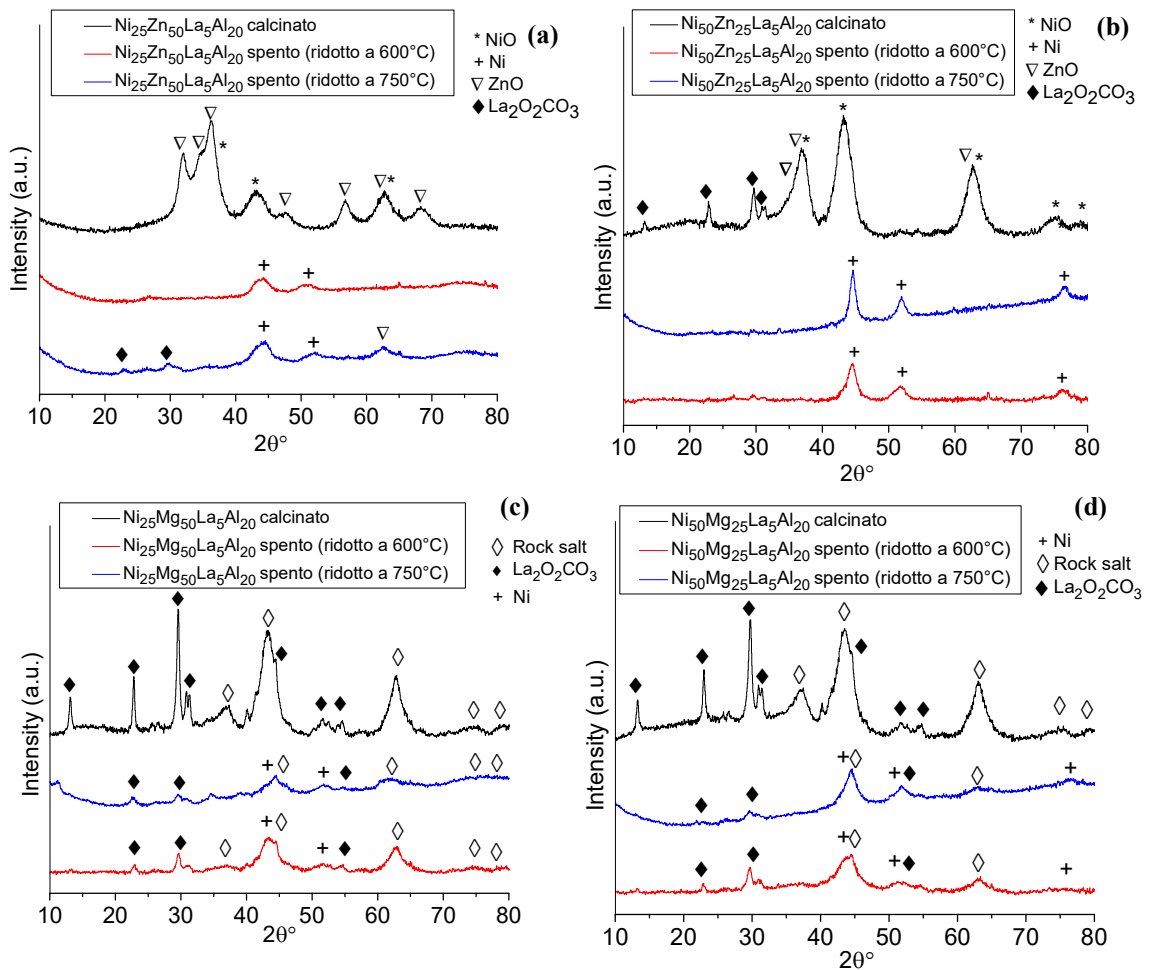 Ni25Zn50La5Al20 calcinato
Ni25Zn50La5Al20 spento (ridotto a 600°C)
Ni25Zn50La5Al20 spento (ridotto a 750°C)
(a)
* NiO
+ Ni
▽ ZnO
◆ La2O2CO3
Intensity (a.u.)
10 20 30 40 50 60 70 80
2θ°
Ni50Zn25La5Al20 calcinato
Ni50Zn25La5Al20 spento (ridotto a 600°C)
Ni50Zn25La5Al20 spento (ridotto a 750°C)
(b)
* NiO
+ Ni
▽ ZnO
◆ La2O2CO3
Intensity (a.u.)
10 20 30 40 50 60 70 80
2θ°
Ni25Mg50La5Al20 calcinato
Ni25Mg50La5Al20 spento (ridotto a 600°C)
Ni25Mg50La5Al20 spento (ridotto a 750°C)
(c)
◇ Rock salt
◆ La2O2CO3
+ Ni
Intensity (a.u.)
10 20 30 40 50 60 70 80
2θ°
Ni50Mg25La5Al20 calcinato
Ni50Mg25La5Al20 spento (ridotto a 600°C)
Ni50Mg25La5Al20 spento (ridotto a 750°C)
(d)
+ Ni
◇ Rock salt
◆ La2O2CO3
Intensity (a.u.)
10 20 30 40 50 60 70 80
2θ°